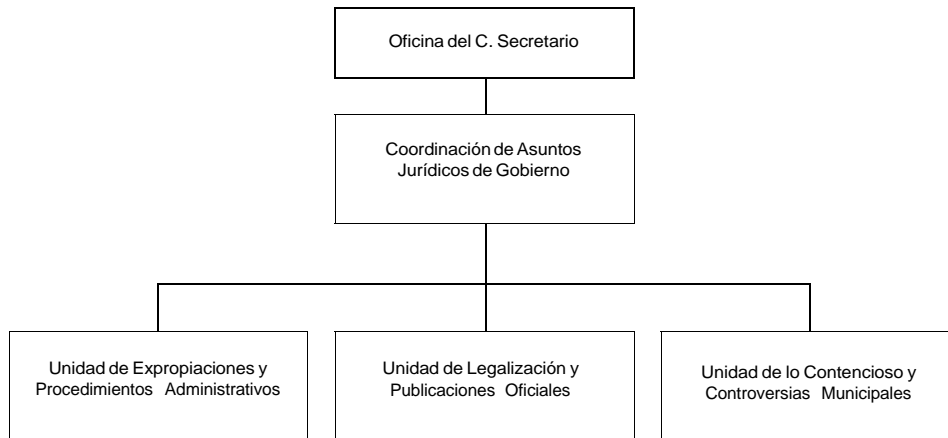 Oficina del C. Secretario
Coordinación de Asuntos
Jurídicos de Gobierno
Unidad de Expropiaciones y
Procedimientos Administrativos
Unidad de Legalización y
Publicaciones Oficiales
Unidad de lo Contencioso y
Controversias Municipales